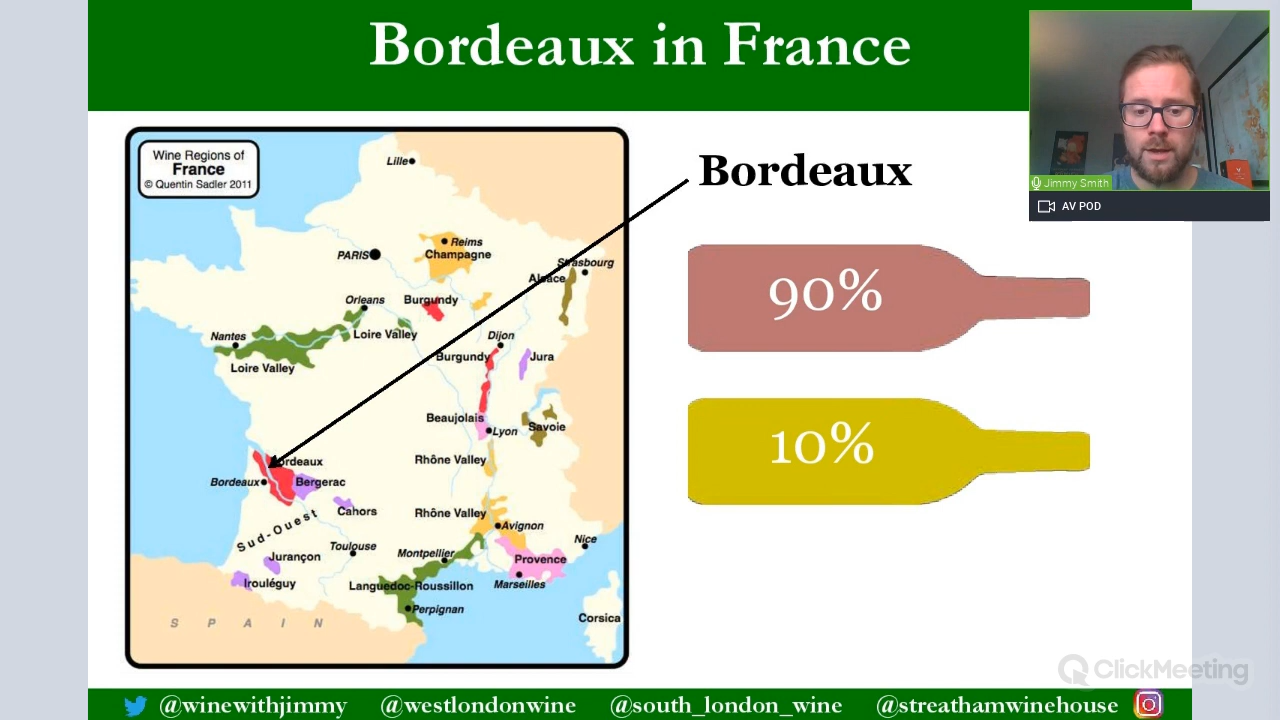 Bordeaux in France
Jimmy Smith
AV POD
Wine Regions of
France
© Quentin Sadler 2011
Lille
Bordeaux
PARIS
Reims
Champagne
Strasbourg
Alsace
Orleans
Burgundy
Nantes
Loire Valley
Dijon
Loire Valley
Burgundy
Jura
Beaujolais
Lyon
Savoie
Rhône Valley
Bordeaux
Bordeaux
Bergerac
Cahors
Rhône Valley
Avignon
Sud-Ouest
Toulouse
Montpellier
Nice
Jurançon
Provence
Irouléguy
Languedoc-Roussillon
Marseilles
Perpignan
Corsica
SPAIN
90%
10%
ClickMeeting
@winewithjimmy @westlondonwine @south_london_wine @streathamwinehouse